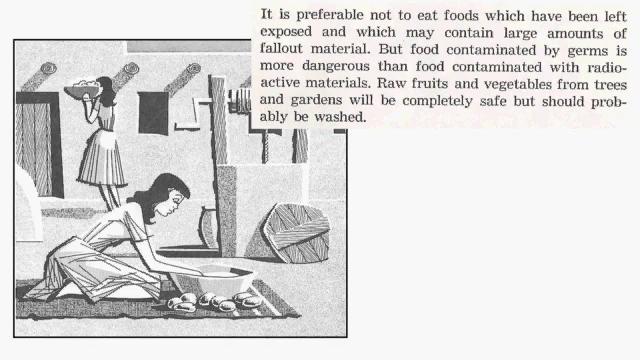 It is preferable not to eat foods which have been left
exposed and which may contain large amounts of
fallout material. But food contaminated by germs is
more dangerous than food contaminated with radio-
active materials. Raw fruits and vegetables from trees
and gardens will be completely safe but should prob-
ably be washed.